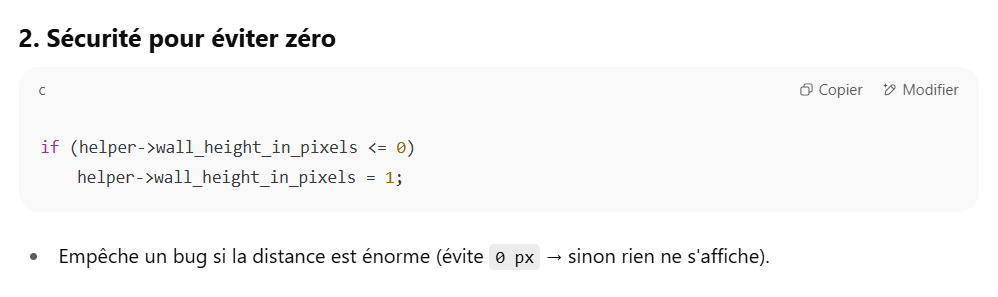 2. Sécurité pour éviter zéro
c
Copier
Modifier
if (helper->wall_height_in_pixels <= 0)
    helper->wall_height_in_pixels = 1;
• Empêche un bug si la distance est énorme (évite 0 px → sinon rien ne s'affiche).